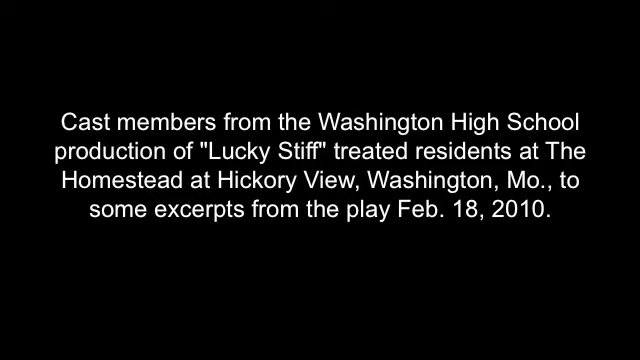 Cast members from the Washington High School
production of "Lucky Stiff" treated residents at The
Homestead at Hickory View, Washington, Mo., to
some excerpts from the play Feb. 18, 2010.